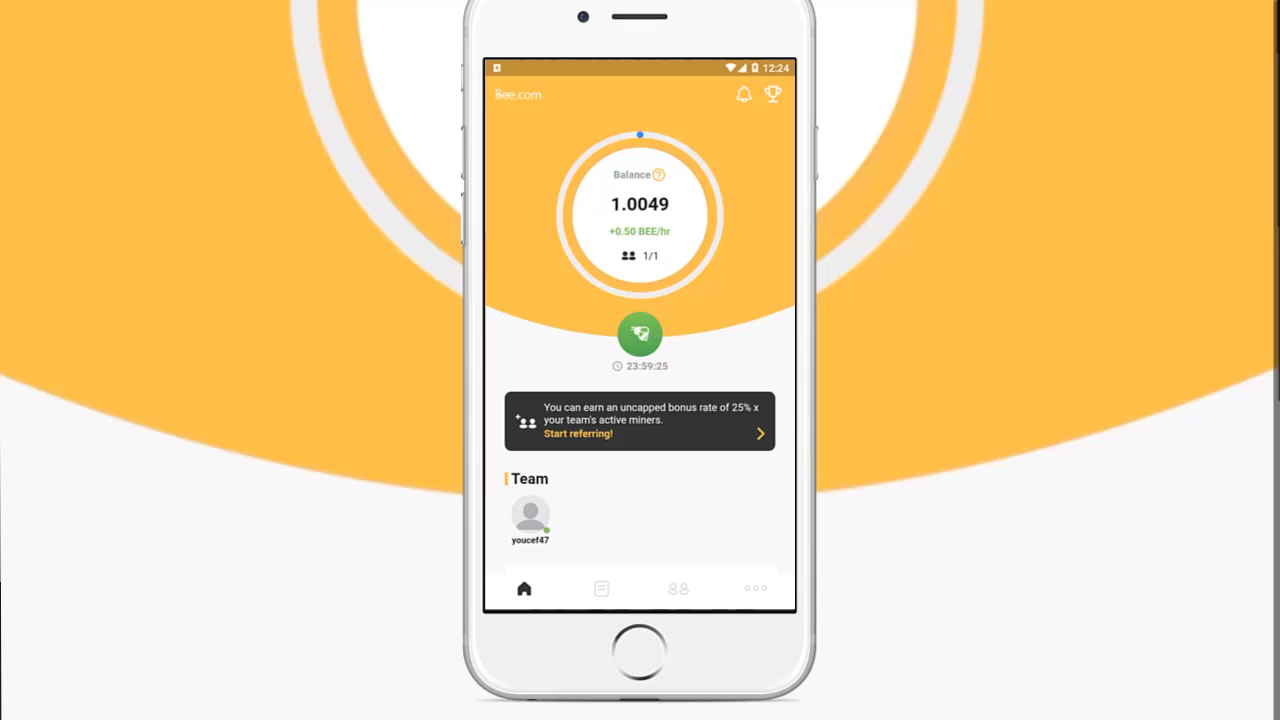 12:24
Bee.com
Balance ?
1.0049
+0.50 BEE/hr
1/1
23:59:25
You can earn an uncapped bonus rate of 25% x
your team's active miners.
Start referring!
Team
youcef47